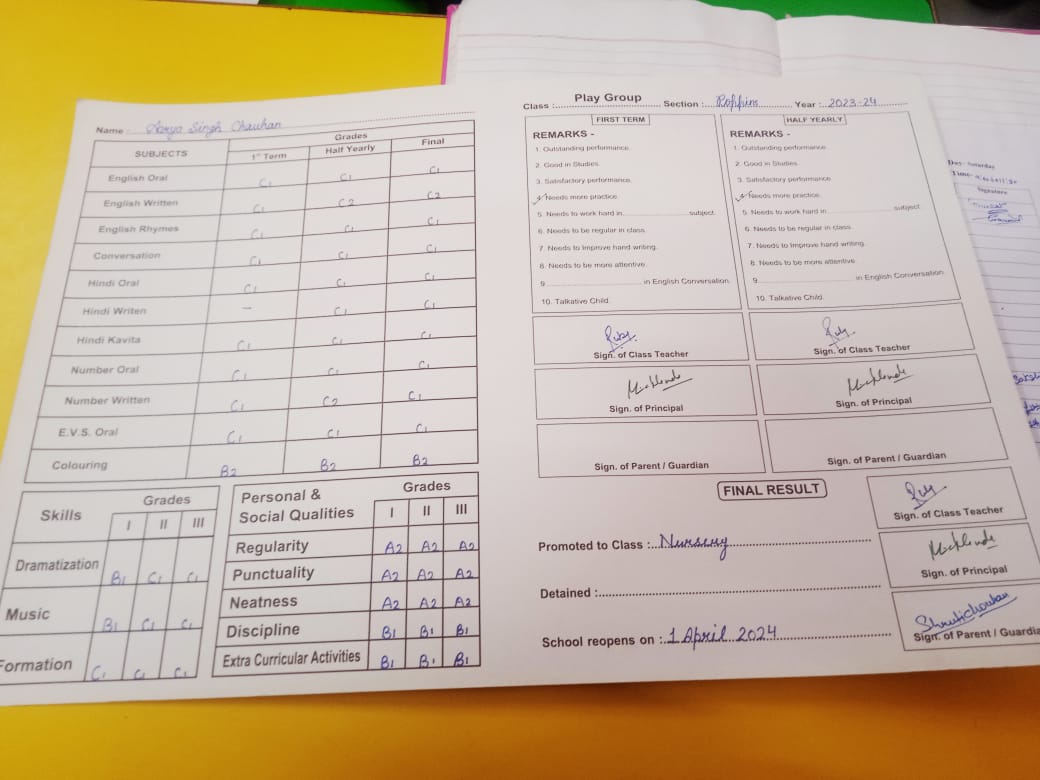 Name : Aarya Singh Chauhan
SUBJECTS Grades
1st Term Half Yearly Final
English Oral C1 C1 C1
English Written C1 C2 C2
English Rhymes C1 C1 C1
Conversation C1 C1 C1
Hindi Oral C1 C1 C1
Hindi Writen — C1 C1
Hindi Kavita C1 C1 C1
Number Oral C1 C1 C1
Number Written C1 C2 C1
E.V.S. Oral C1 C1 C1
Colouring B2 B2 B2
Skills Grades
I II III
Dramatization B1 C1 C1
Music B1 C1 C1
Formation C1 C1 C1
Personal & Social Qualities Grades
I II III
Regularity A2 A2 A2
Punctuality A2 A2 A2
Neatness A2 A2 A2
Discipline B1 B1 B1
Extra Curricular Activities B1 B1 B1
Class :.......... Play Group .......... Section :..Poppins.......... Year :..2023-24..........
FIRST TERM
REMARKS -
1. Outstanding performance.
2. Good in Studies.
3. Satisfactory performance.
4. Needs more practice.
5. Needs to work hard in.......................... subject.
6. Needs to be regular in class.
7. Needs to Improve hand writing.
8. Needs to be more attentive.
9.......................... in English Conversation.
10. Talkative Child.
Sign. of Class Teacher
Sign. of Principal
Sign. of Parent / Guardian
HALF YEARLY
REMARKS -
1. Outstanding performance.
2. Good in Studies.
3. Satisfactory performance
4. Needs more practice.
5. Needs to work hard in.......................... subject
6. Needs to be regular in class.
7. Needs to Improve hand writing.
8. Needs to be more attentive
9.......................... in English Conversation.
10. Talkative Child.
Sign. of Class Teacher
Sign. of Principal
Sign. of Parent / Guardian
FINAL RESULT
Promoted to Class :..Nursery..........
Detained :..........
School reopens on :..1 April 2024..........
Sign. of Class Teacher
Sign. of Principal
Shrutichouhan
Sign. of Parent / Guardia
Day- Saturday
Time-
Signature